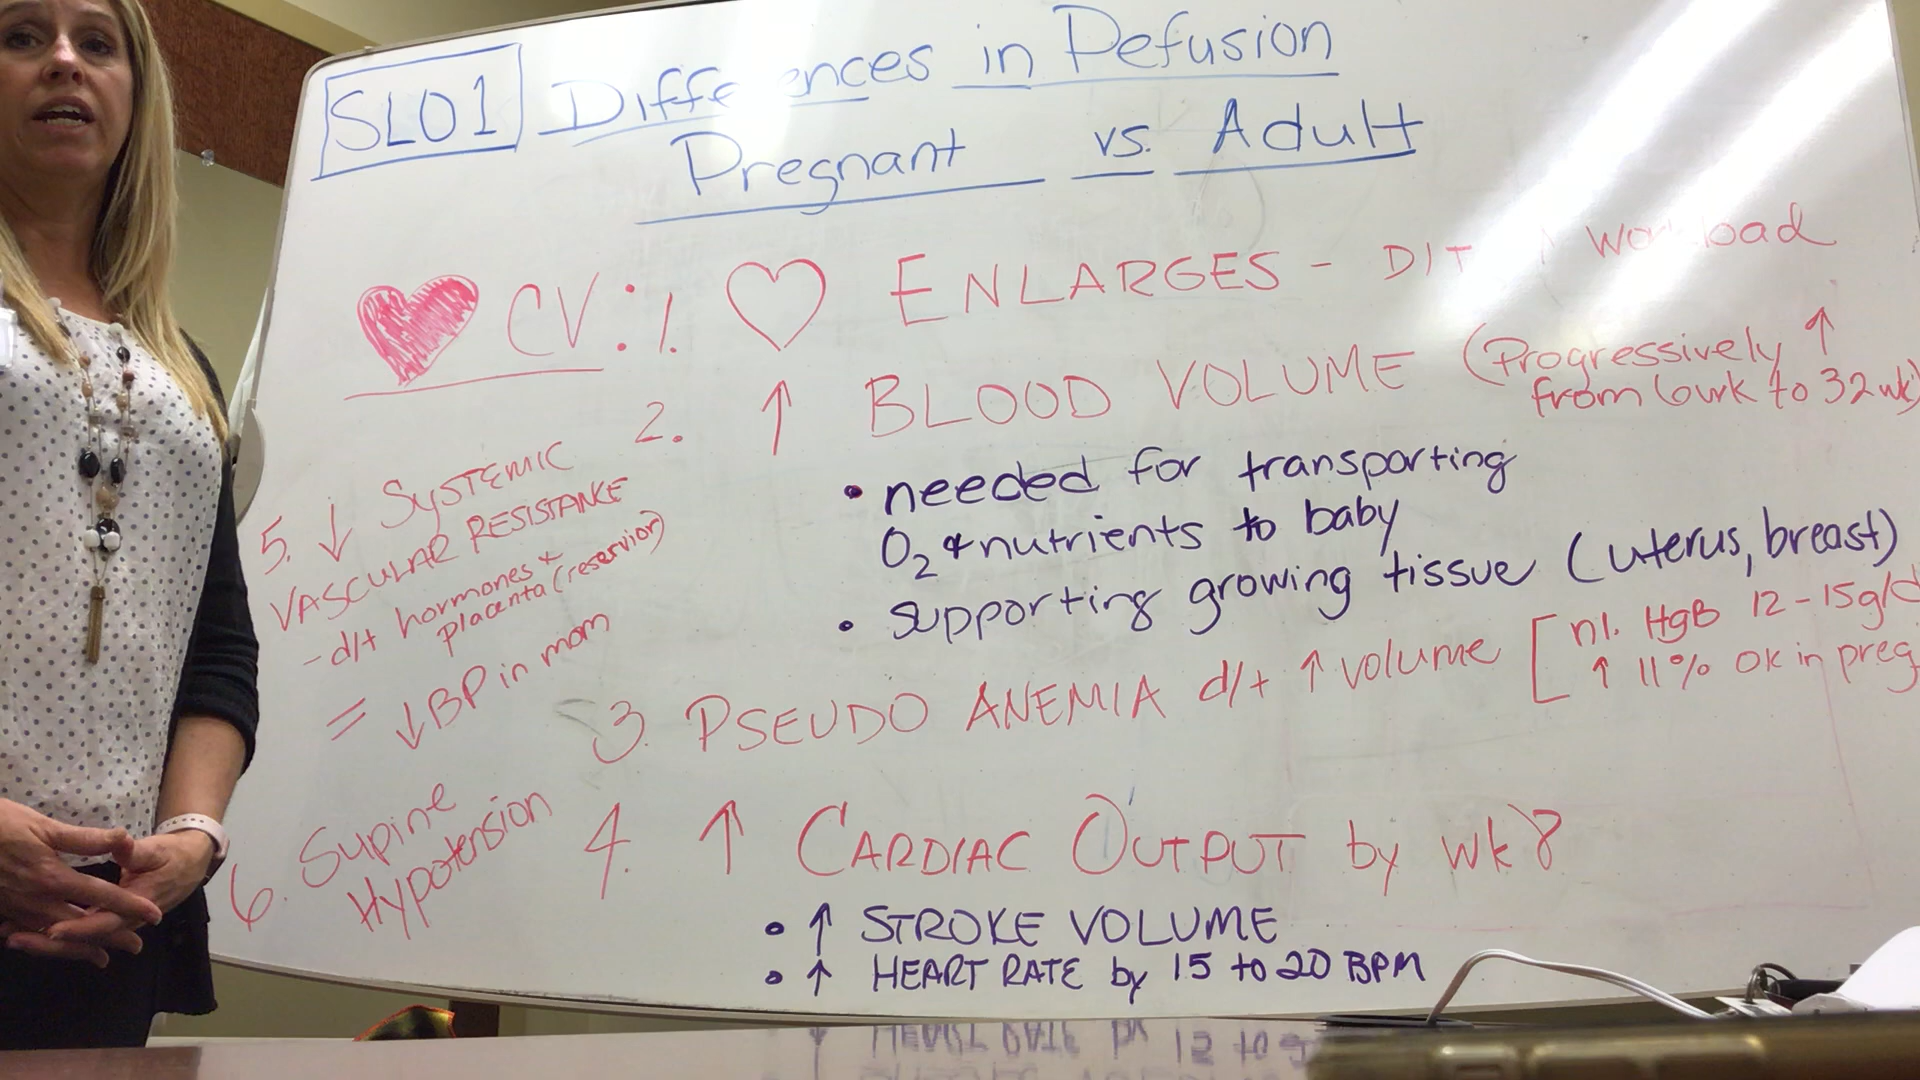 SLO1 Differences in Pefusion
Pregnant vs. Adult
CV: 1. ENLARGES - D/T ↑ Workload
2. ↑ BLOOD VOLUME (Progressively ↑
from 6wk to 32wk)
• needed for transporting
O2 & nutrients to baby
• supporting growing tissue (uterus, breast)
3. PSEUDO ANEMIA d/t ↑ volume [nl. HgB 12-15g/d
↑ 11% OK in preg
4. ↑ CARDIAC OUTPUT by wk 8
• ↑ STROKE VOLUME
• ↑ HEART RATE by 15 to 20 BPM
5. ↓ SYSTEMIC
VASCULAR RESISTANCE
- d/t hormones +
placenta (reservior)
= ↓BP in mom
6. Supine
Hypotension